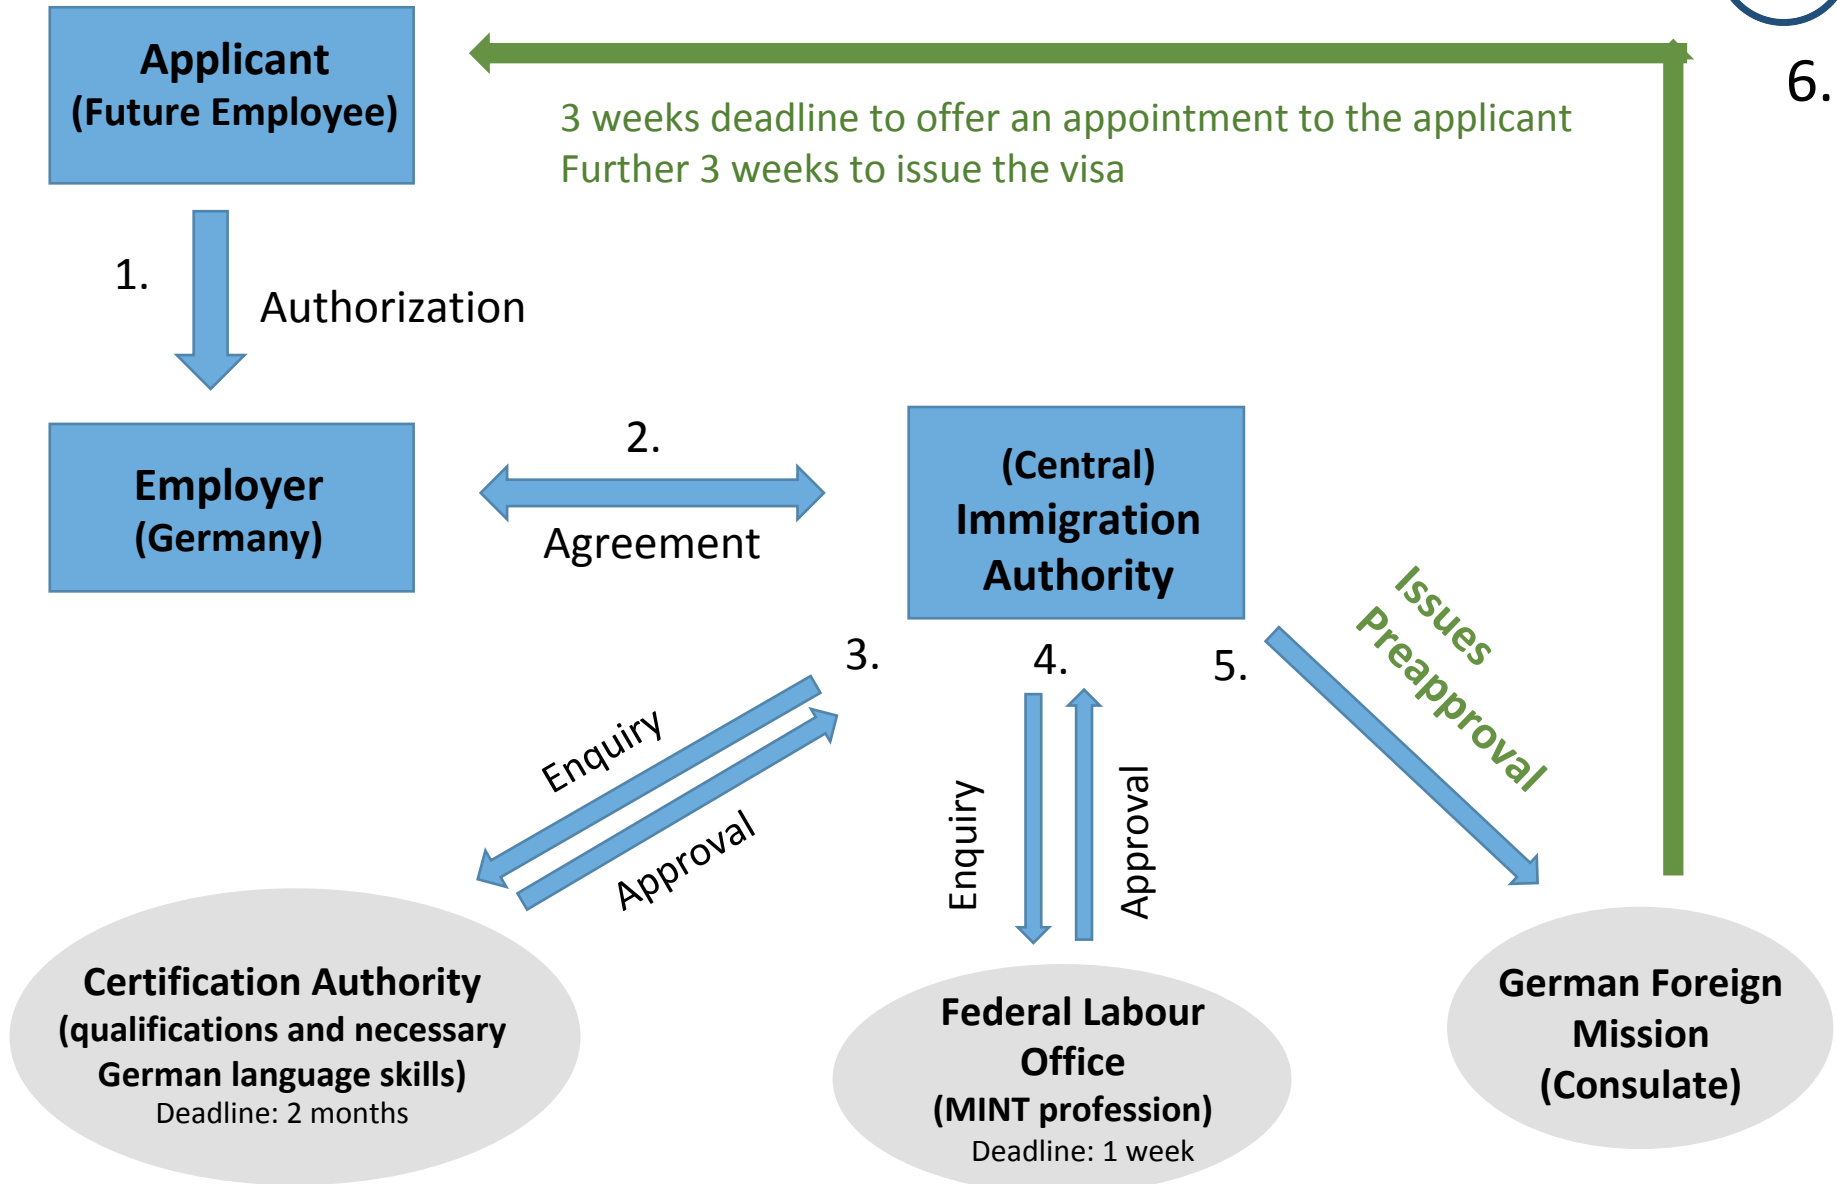 Applicant
(Future Employee)
6.
3 weeks deadline to offer an appointment to the applicant
Further 3 weeks to issue the visa
1.
Authorization
Employer
(Germany)
2.
Agreement
(Central)
Immigration
Authority
3.
Enquiry
Approval
4.
Enquiry
Approval
5.
Issues
Preapproval
Certification Authority
(qualifications and necessary
German language skills)
Deadline: 2 months
Federal Labour
Office
(MINT profession)
Deadline: 1 week
German Foreign
Mission
(Consulate)